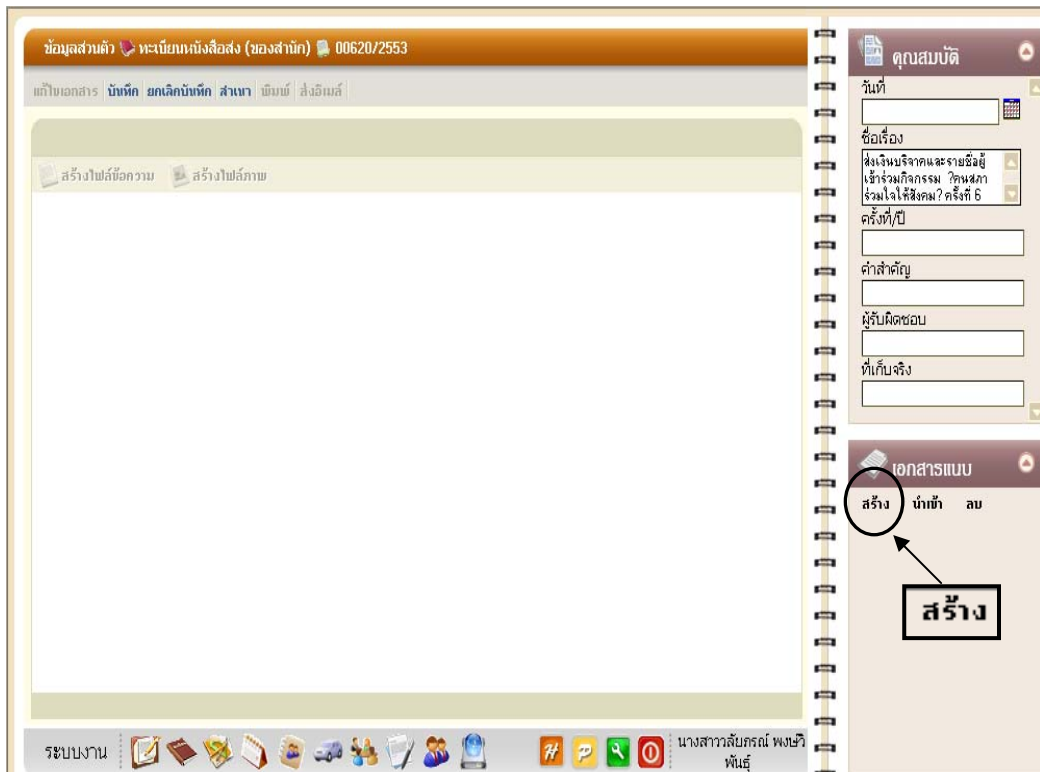 ข้อมูลส่วนตัว ทะเบียนหนังสือส่ง (ของสำนัก) 00620/2553
แก้ไขเอกสาร บันทึก ยกเลิกบันทึก สำเนา พิมพ์ ส่งอีเมล์
สร้างไฟล์ข้อความ สร้างไฟล์ภาพ
คุณสมบัติ
วันที่
ชื่อเรื่อง
ส่งเงินบริจาคและรายชื่อผู้
เข้าร่วมกิจกรรม ?คนสภา
ร่วมใจให้สังคม? ครั้งที่ 6
ครั้งที่/ปี
คำสำคัญ
ผู้รับผิดชอบ
ที่เก็บจริง
เอกสารแนบ
สร้าง นำเข้า ลบ
สร้าง
ระบบงาน
นางสาววลัยภรณ์ พงษ์วิ
พันธุ์